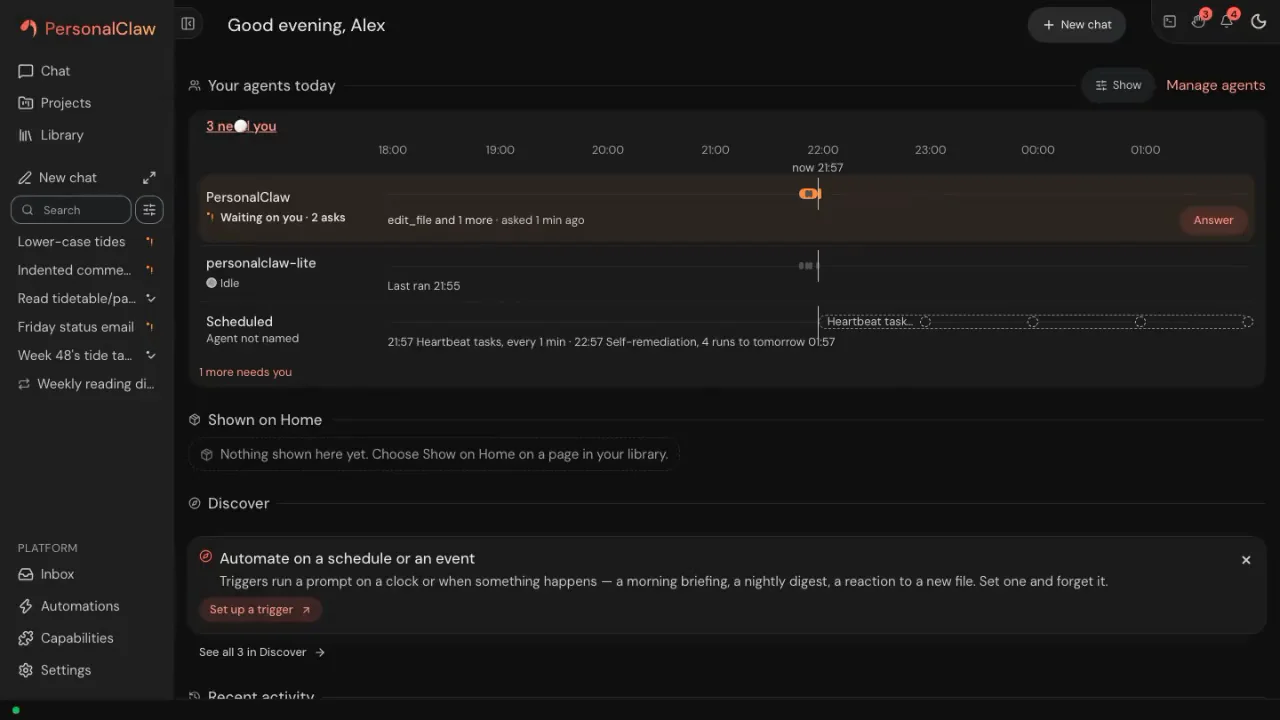 PersonalClaw
Good evening, Alex
New chat
3
4
Chat
Projects
Library
New chat
Search
Lower-case tides
Indented comme...
Read tidetable/pa...
Friday status email
Week 48's tide ta...
Weekly reading di...
PLATFORM
Inbox
Automations
Capabilities
Settings
Your agents today
Show
Manage agents
3 need you
18:00 19:00 20:00 21:00 22:00 23:00 00:00 01:00
now 21:57
PersonalClaw
Waiting on you · 2 asks
edit_file and 1 more · asked 1 min ago
Answer
personalclaw-lite
Idle
Last ran 21:55
Scheduled
Agent not named
Heartbeat task...
21:57 Heartbeat tasks, every 1 min · 22:57 Self-remediation, 4 runs to tomorrow 01:57
1 more needs you
Shown on Home
Nothing shown here yet. Choose Show on Home on a page in your library.
Discover
Automate on a schedule or an event
Triggers run a prompt on a clock or when something happens — a morning briefing, a nightly digest, a reaction to a new file. Set one and forget it.
Set up a trigger
See all 3 in Discover
Recent activity